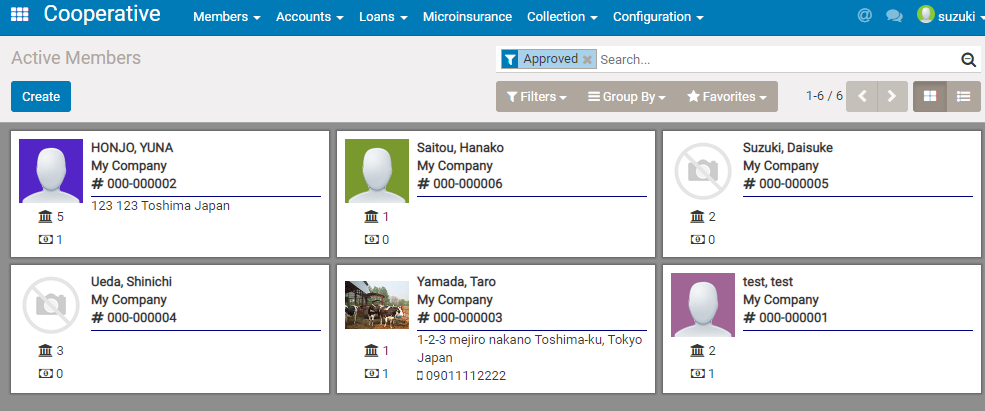 Cooperative Members Accounts Loans Microinsurance Collection Configuration @ suzuki
Active Members
Approved Search...
Create
Filters Group By Favorites 1-6 / 6
HONJO, YUNA
My Company
# 000-000002
123 123 Toshima Japan
5
1
Saitou, Hanako
My Company
# 000-000006
1
0
Suzuki, Daisuke
My Company
# 000-000005
2
0
Ueda, Shinichi
My Company
# 000-000004
3
0
Yamada, Taro
My Company
# 000-000003
1-2-3 mejiro nakano Toshima-ku, Tokyo
Japan
09011112222
1
1
test, test
My Company
# 000-000001
2
1